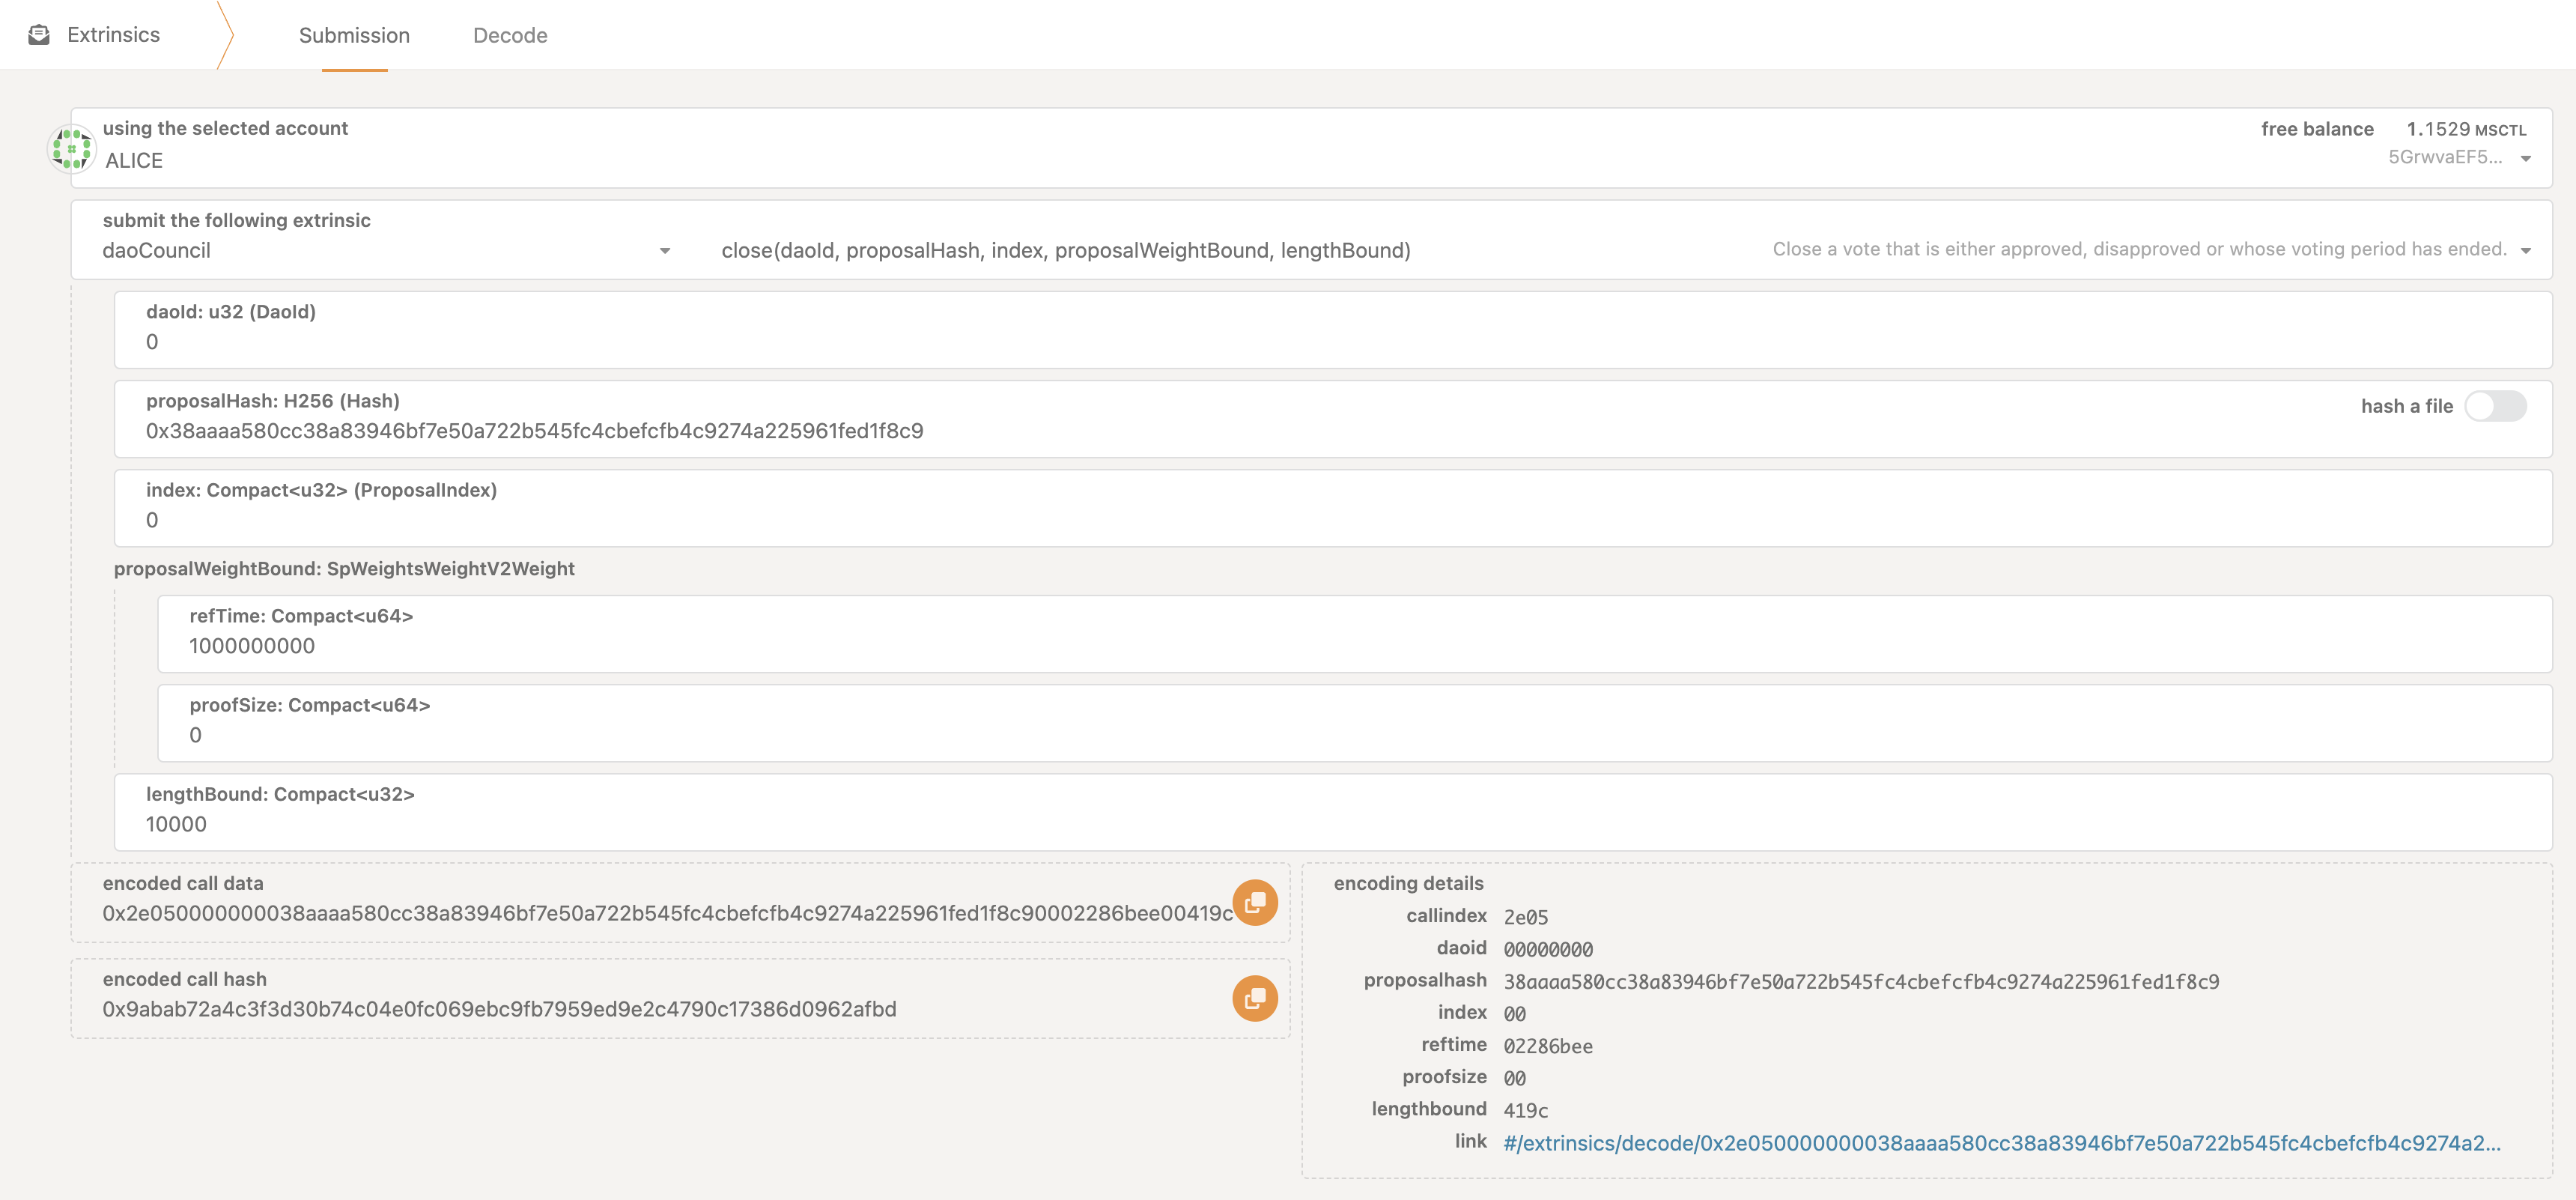 Extrinsics
Submission
Decode
using the selected account
ALICE
free balance 1.1529 MSCTL
5GrwvaEF5...
submit the following extrinsic
daoCouncil
close(daoId, proposalHash, index, proposalWeightBound, lengthBound)
Close a vote that is either approved, disapproved or whose voting period has ended.
daoId: u32 (DaoId)
0
proposalHash: H256 (Hash)
0x38aaaa580cc38a83946bf7e50a722b545fc4cbefcfb4c9274a225961fed1f8c9
hash a file
index: Compact<u32> (ProposalIndex)
0
proposalWeightBound: SpWeightsWeightV2Weight
refTime: Compact<u64>
1000000000
proofSize: Compact<u64>
0
lengthBound: Compact<u32>
10000
encoded call data
0x2e050000000038aaaa580cc38a83946bf7e50a722b545fc4cbefcfb4c9274a225961fed1f8c90002286bee00419c
encoded call hash
0x9abab72a4c3f3d30b74c04e0fc069ebc9fb7959ed9e2c4790c17386d0962afbd
encoding details
callindex 2e05
daoid 00000000
proposalhash 38aaaa580cc38a83946bf7e50a722b545fc4cbefcfb4c9274a225961fed1f8c9
index 00
reftime 02286bee
proofsize 00
lengthbound 419c
link #/extrinsics/decode/0x2e050000000038aaaa580cc38a83946bf7e50a722b545fc4cbefcfb4c9274a2...